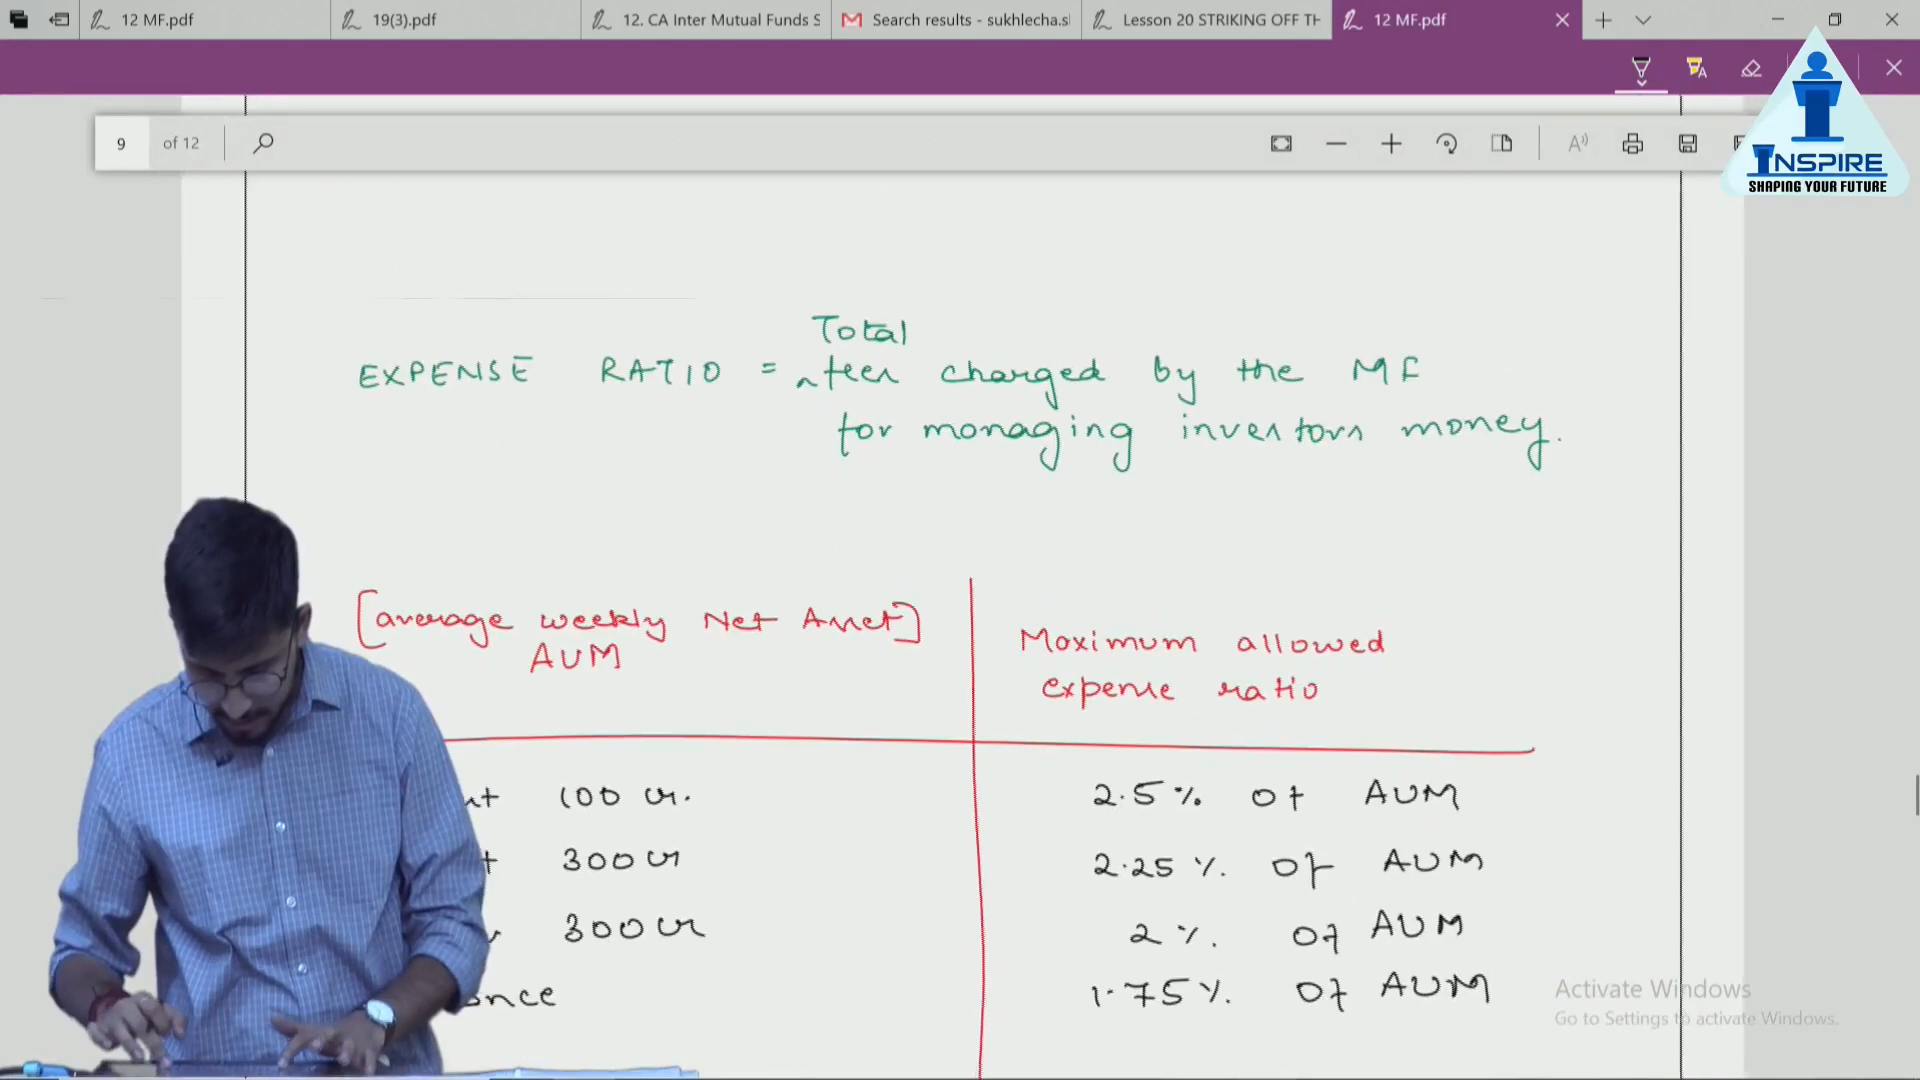 12 MF.pdf
19(3).pdf
12. CA Inter Mutual Funds S
Search results - sukhlecha.s
Lesson 20 STRIKING OFF TH
12 MF.pdf
9 of 12
INSPIRE
SHAPING YOUR FUTURE
Total
EXPENSE RATIO = fees charged by the MF
for managing investors money.
[average weekly Net Asset]
AUM
Maximum allowed
expense ratio
100 cr. 2.5% of AUM
300 cr 2.25 % of AUM
300 cr 2 % of AUM
1.75% of AUM
Activate Windows
Go to Settings to activate Windows.